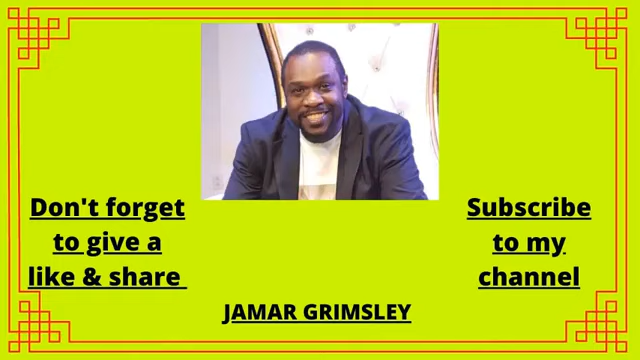 Don't forget
to give a
like & share
Subscribe
to my
channel
JAMAR GRIMSLEY